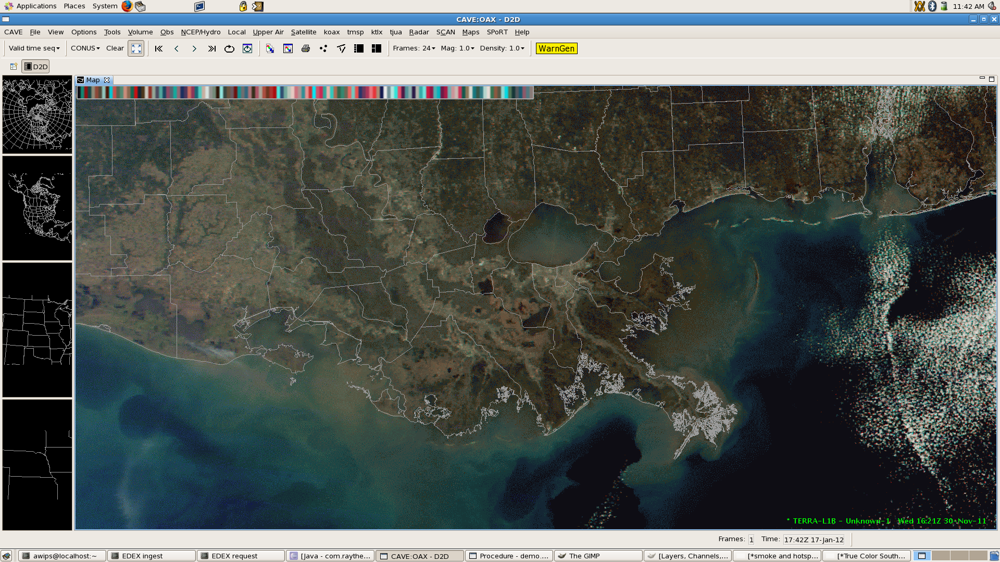 Applications Places System 11:42 AM
CAVE:OAX - D2D
CAVE File View Options Tools Volume Obs NCEP/Hydro Local Upper Air Satellite koax tmsp ktlx tjua Radar SCAN Maps SPoRT Help
Valid time seq CONUS Clear Frames: 24 Mag: 1.0 Density: 1.0 WarnGen
D2D
Map
* TERRA-L1B - Unknown-1 Wed 16:21Z 30-Nov-11
Frames: 1 Time: 17:42Z 17-Jan-12
awips@localhost:~ EDEX ingest EDEX request [Java - com.raythe... CAVE:OAX - D2D Procedure - demo.... The GIMP [Layers, Channels,... [*smoke and hotsp... [*True Color South...